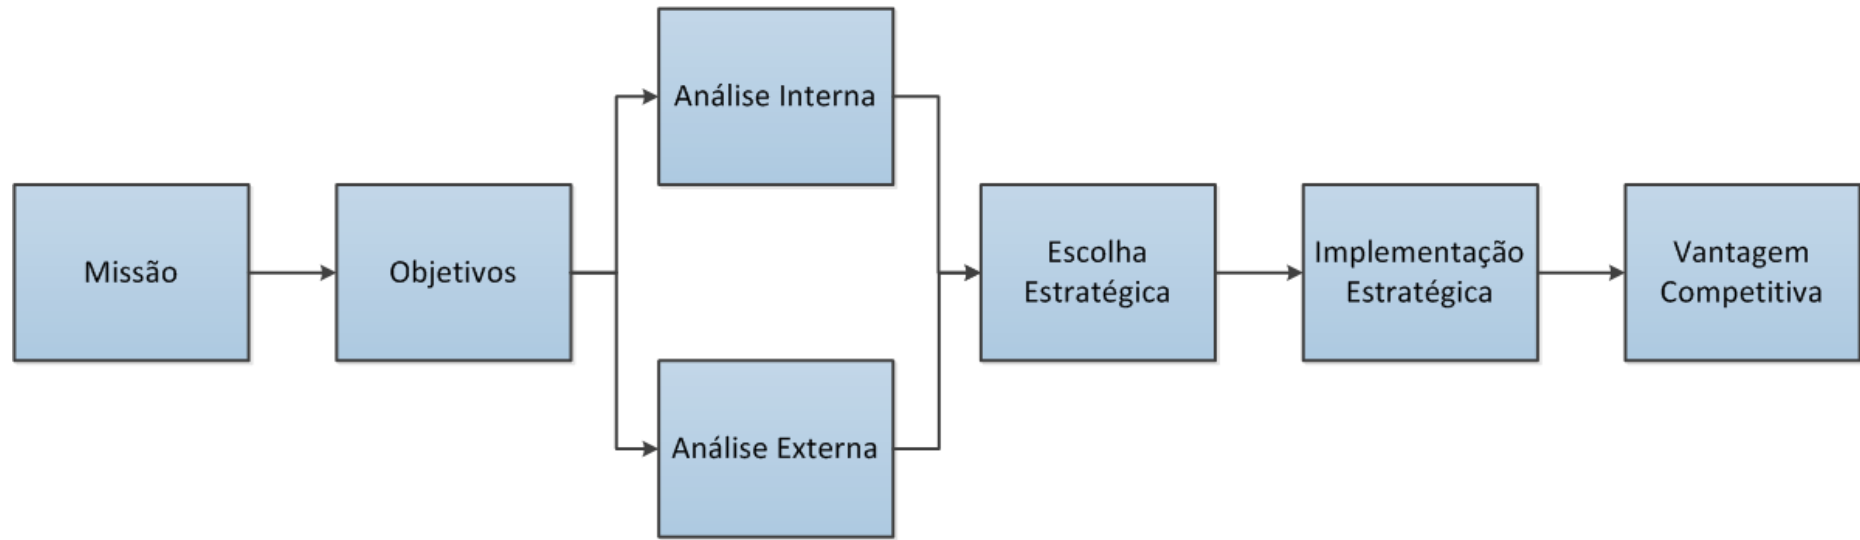 Missão
Objetivos
Análise Interna
Análise Externa
Escolha
Estratégica
Implementação
Estratégica
Vantagem
Competitiva